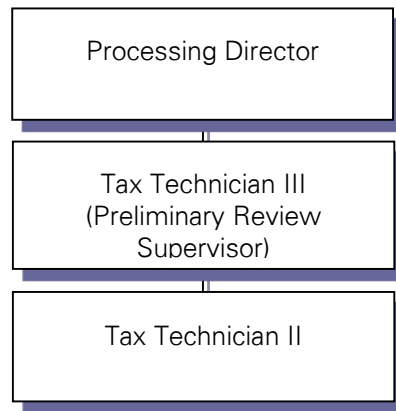 Processing Director
Tax Technician III
(Preliminary Review
Supervisor)
Tax Technician II